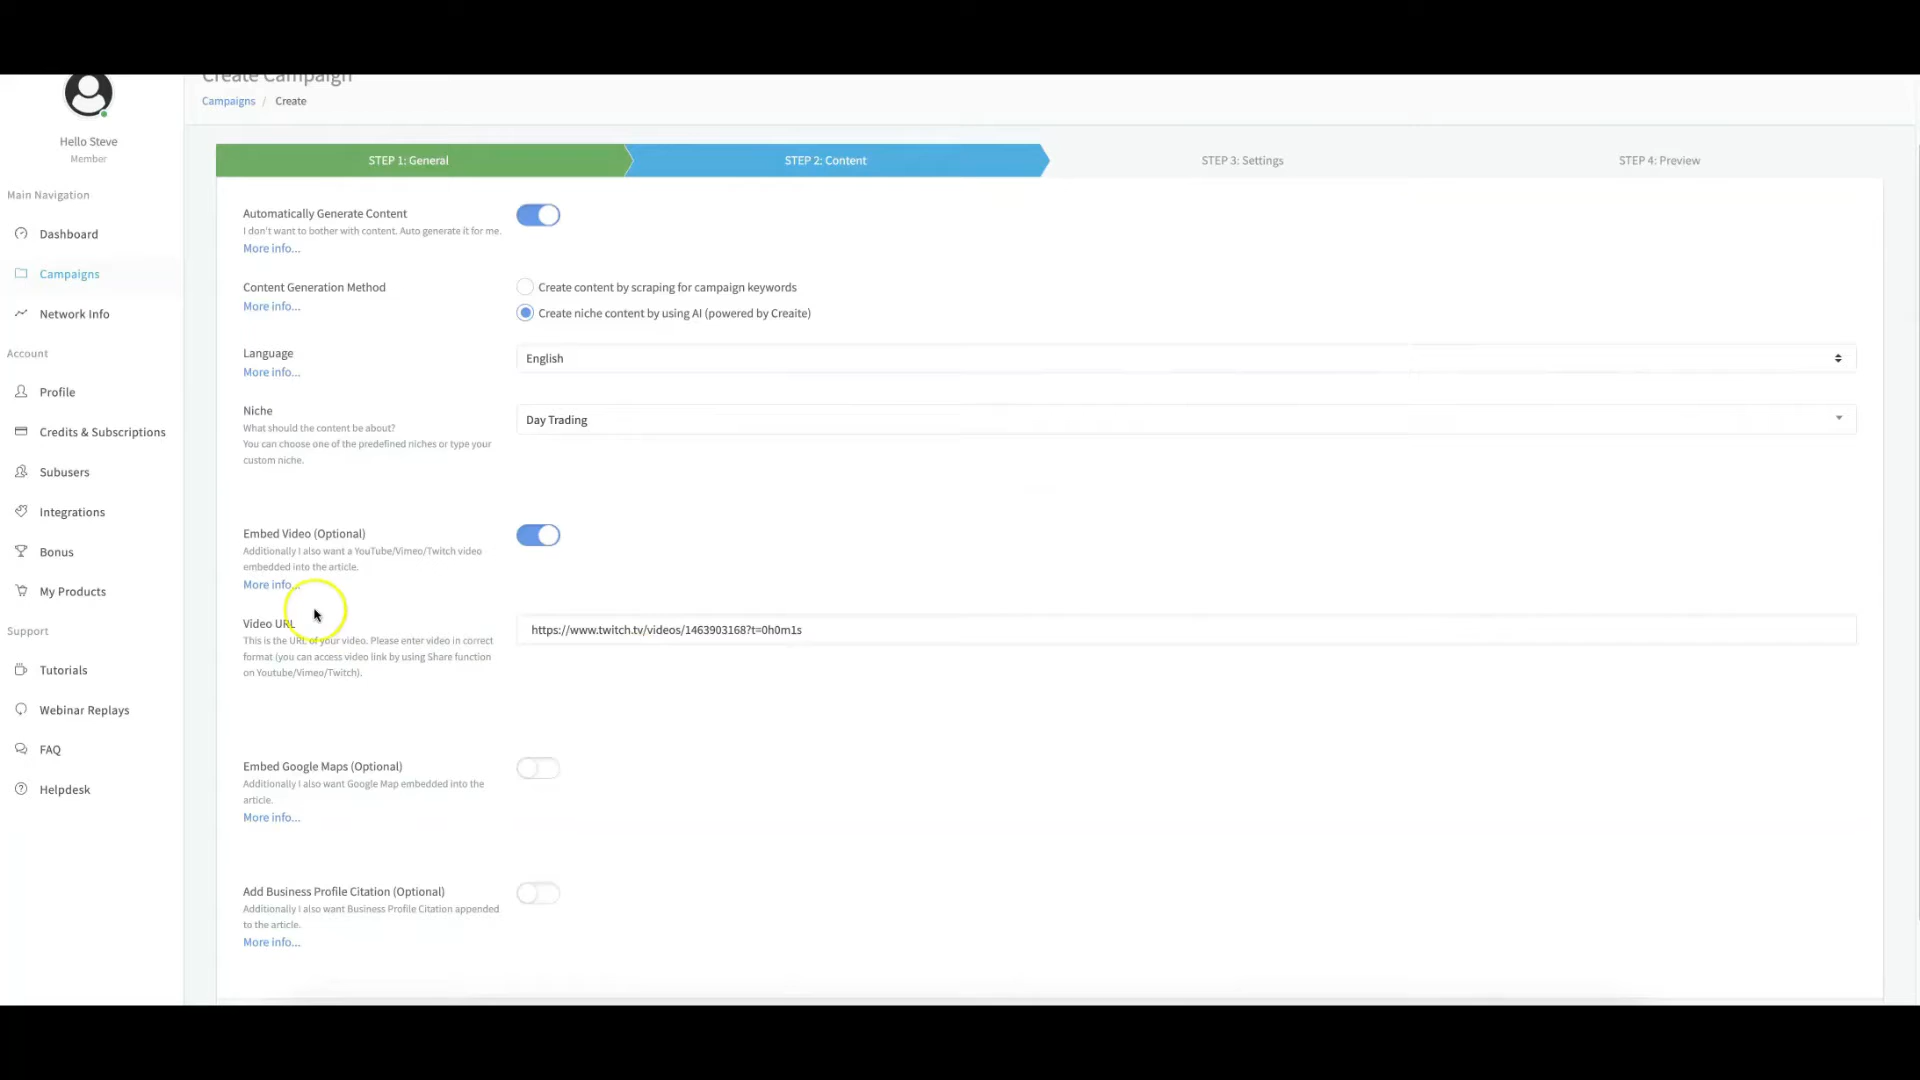 Create Campaign
Campaigns / Create
Hello Steve
Member
Main Navigation
Dashboard
Campaigns
Network Info
Account
Profile
Credits & Subscriptions
Subusers
Integrations
Bonus
My Products
Support
Tutorials
Webinar Replays
FAQ
Helpdesk
STEP 1: General
STEP 2: Content
STEP 3: Settings
STEP 4: Preview
Automatically Generate Content
I don't want to bother with content. Auto generate it for me.
More info...
Content Generation Method
More info...
Create content by scraping for campaign keywords
Create niche content by using AI (powered by Creaite)
Language
More info...
English
Niche
What should the content be about?
You can choose one of the predefined niches or type your
custom niche.
Day Trading
Embed Video (Optional)
Additionally I also want a YouTube/Vimeo/Twitch video
embedded into the article.
More info...
Video URL
This is the URL of your video. Please enter video in correct
format (you can access video link by using Share function
on Youtube/Vimeo/Twitch).
https://www.twitch.tv/videos/1463903168?t=0h0m1s
Embed Google Maps (Optional)
Additionally I also want Google Map embedded into the
article.
More info...
Add Business Profile Citation (Optional)
Additionally I also want Business Profile Citation appended
to the article.
More info...